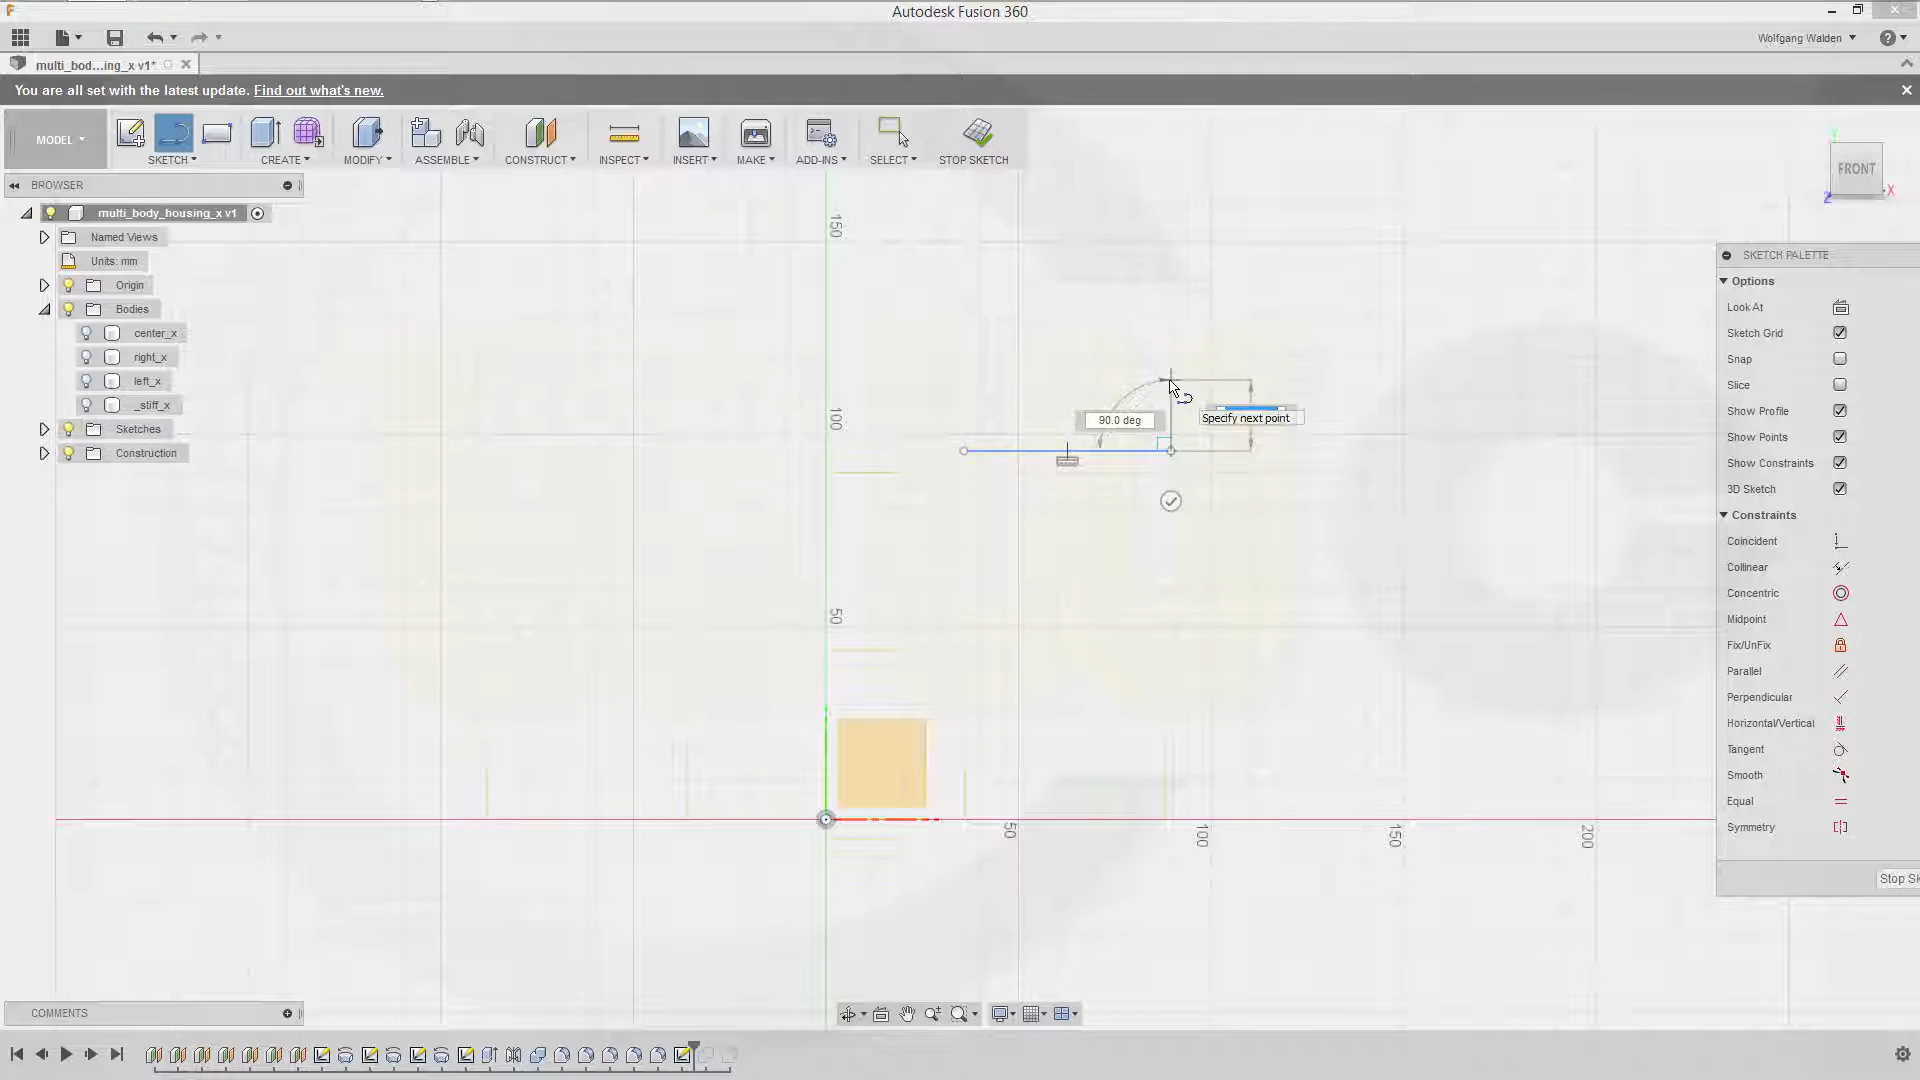 Autodesk Fusion 360
Wolfgang Walden
multi_bod...ing_x v1*
You are all set with the latest update. Find out what's new.
MODEL
SKETCH
CREATE
MODIFY
ASSEMBLE
CONSTRUCT
INSPECT
INSERT
MAKE
ADD-INS
SELECT
STOP SKETCH
FRONT
Y
X
Z
BROWSER
multi_body_housing_x v1
Named Views
Units: mm
Origin
Bodies
center_x
right_x
left_x
_stiff_x
Sketches
Construction
150
100
50
50
100
150
200
90.0 deg
Specify next point
SKETCH PALETTE
Options
Look At
Sketch Grid
Snap
Slice
Show Profile
Show Points
Show Constraints
3D Sketch
Constraints
Coincident
Collinear
Concentric
Midpoint
Fix/UnFix
Parallel
Perpendicular
Horizontal/Vertical
Tangent
Smooth
Equal
Symmetry
Stop Sk
COMMENTS